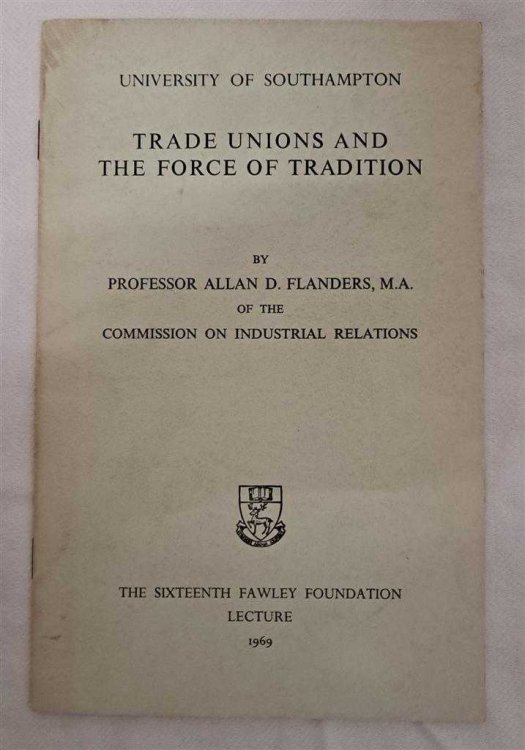 UNIVERSITY OF SOUTHAMPTON
TRADE UNIONS AND
THE FORCE OF TRADITION
BY
PROFESSOR ALLAN D. FLANDERS, M.A.
OF THE
COMMISSION ON INDUSTRIAL RELATIONS
THE SIXTEENTH FAWLEY FOUNDATION
LECTURE
1969